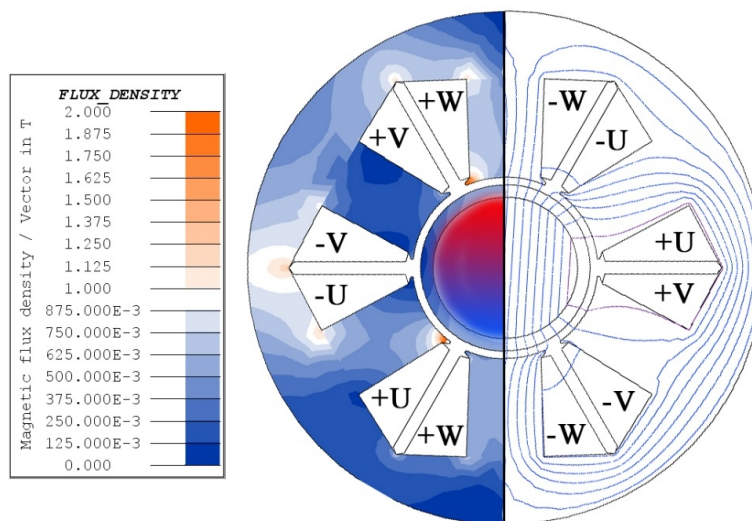 FLUX_DENSITY
Magnetic flux density / Vector in T
2.000
1.875
1.750
1.625
1.500
1.375
1.250
1.125
1.000
875.000E-3
750.000E-3
625.000E-3
500.000E-3
375.000E-3
250.000E-3
125.000E-3
0.000
+W
-W
+V
-U
-V
+U
-U
+V
+U
-V
+W
-W